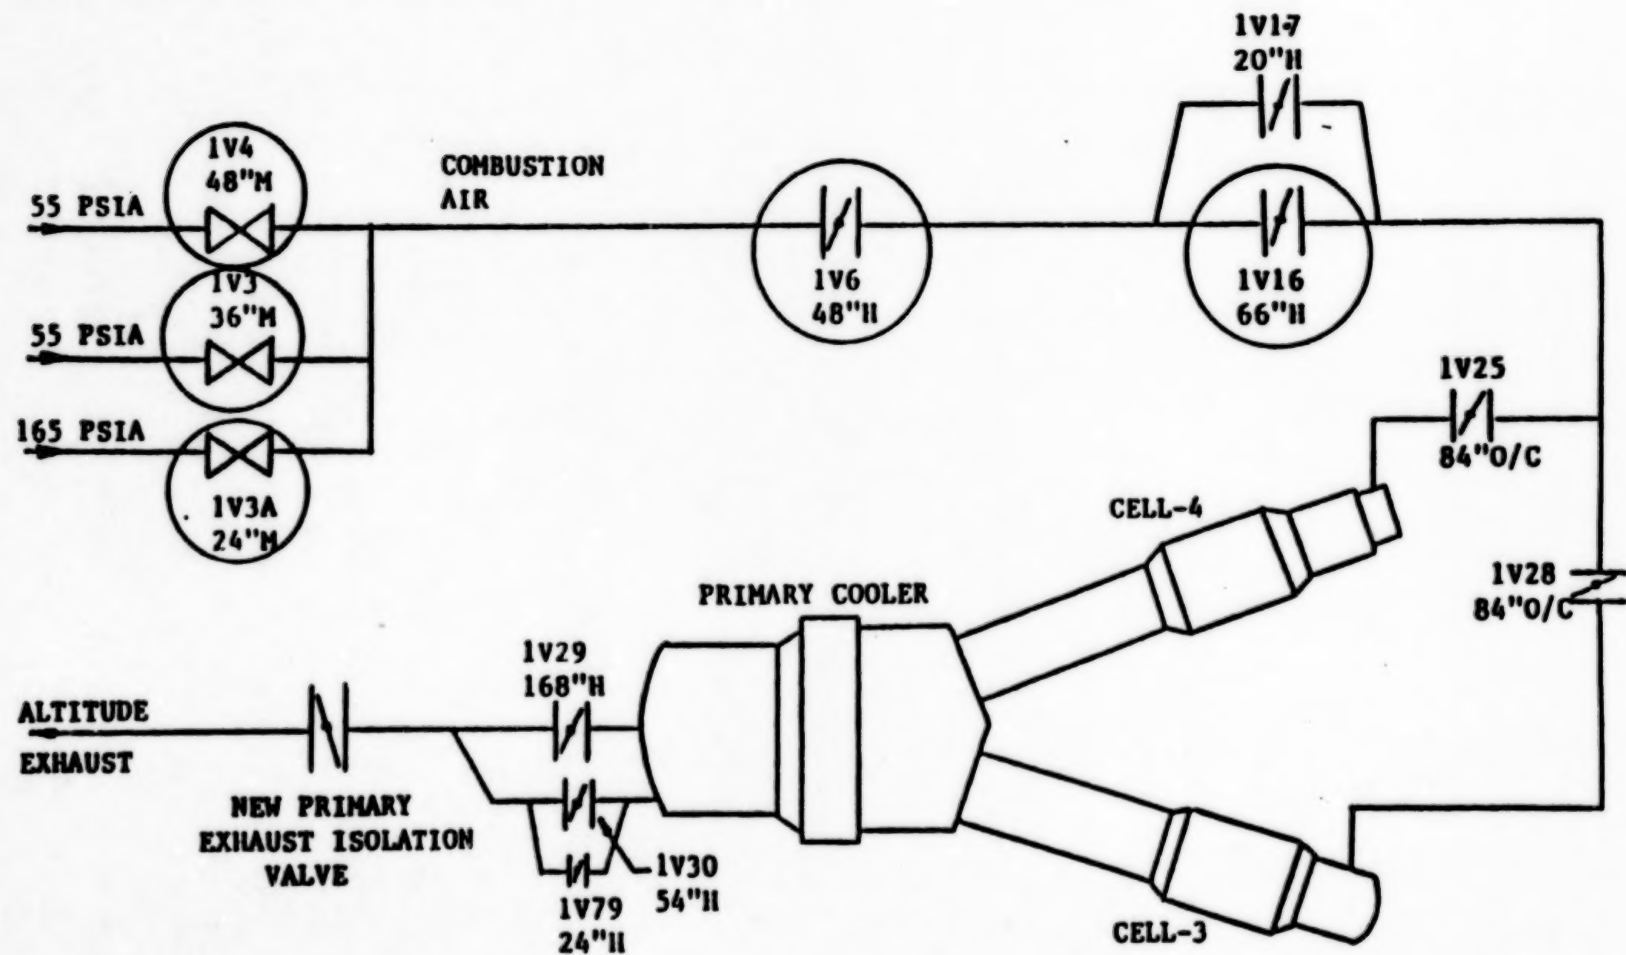 1V17
20"H
1V4
48"M
COMBUSTION
AIR
55 PSIA
1V6
48"H
1V16
66"H
1V3
36"M
55 PSIA
1V25
84"O/C
165 PSIA
1V3A
24"M
CELL-4
1V28
84"O/C
PRIMARY COOLER
1V29
168"H
ALTITUDE
EXHAUST
NEW PRIMARY
EXHAUST ISOLATION
VALVE
1V30
54"H
1V79
24"H
CELL-3